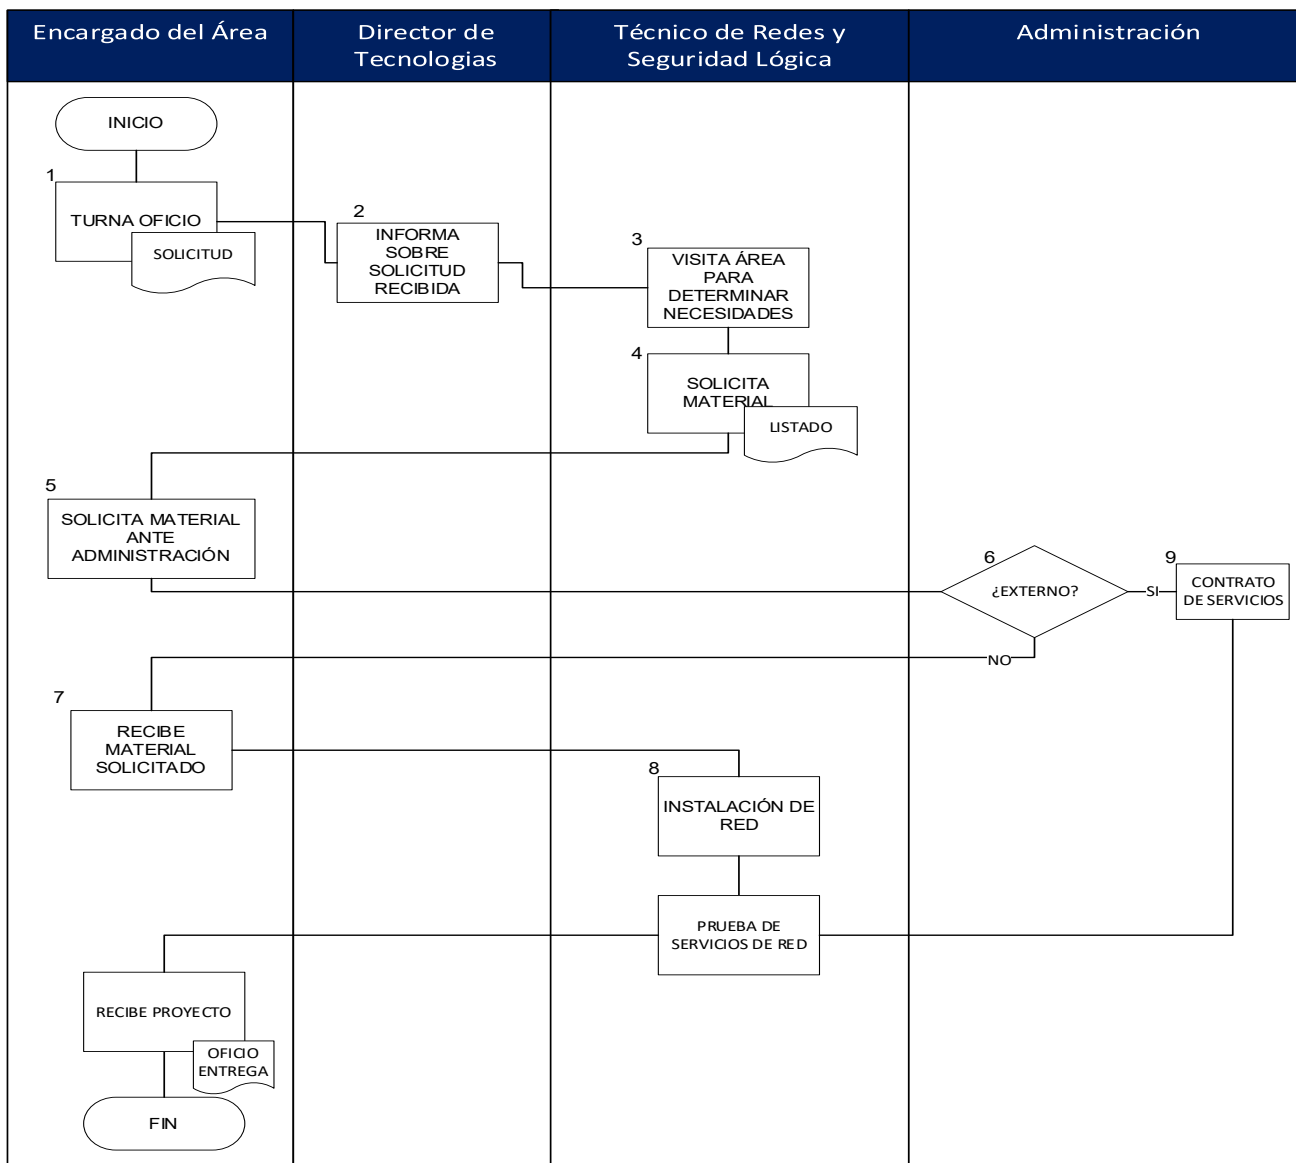 Encargado del Área
Director de
Tecnologias
Técnico de Redes y
Seguridad Lógica
Administración
INICIO
1
TURNA OFICIO
SOLICITUD
2
INFORMA
SOBRE
SOLICITUD
RECIBIDA
3
VISITA ÁREA
PARA
DETERMINAR
NECESIDADES
4
SOLICITA
MATERIAL
LISTADO
5
SOLICITA MATERIAL
ANTE
ADMINISTRACIÓN
6
¿EXTERNO?
SI
9
CONTRATO
DE SERVICIOS
NO
7
RECIBE
MATERIAL
SOLICITADO
8
INSTALACIÓN DE
RED
PRUEBA DE
SERVICIOS DE RED
RECIBE PROYECTO
OFICIO
ENTREGA
FIN